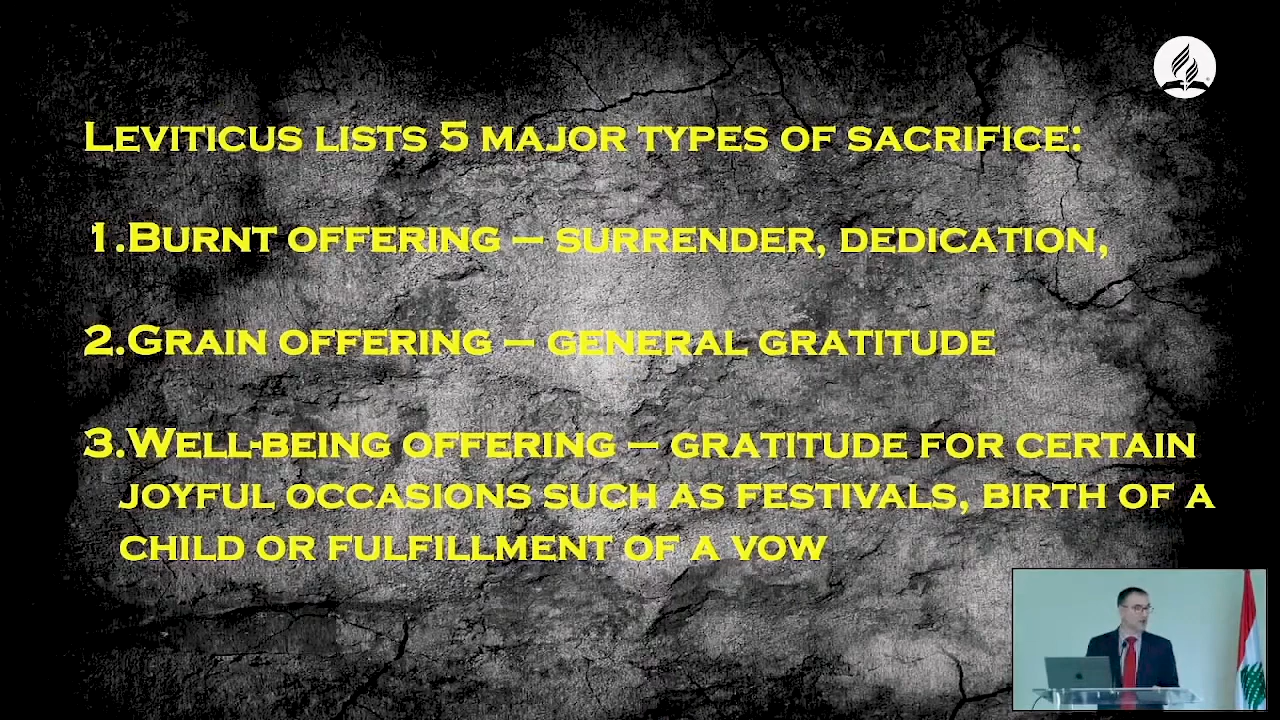 Leviticus lists 5 major types of sacrifice:
1.Burnt offering – surrender, dedication,
2.Grain offering – general gratitude
3.Well-being offering – gratitude for certain
joyful occasions such as festivals, birth of a
child or fulfillment of a vow